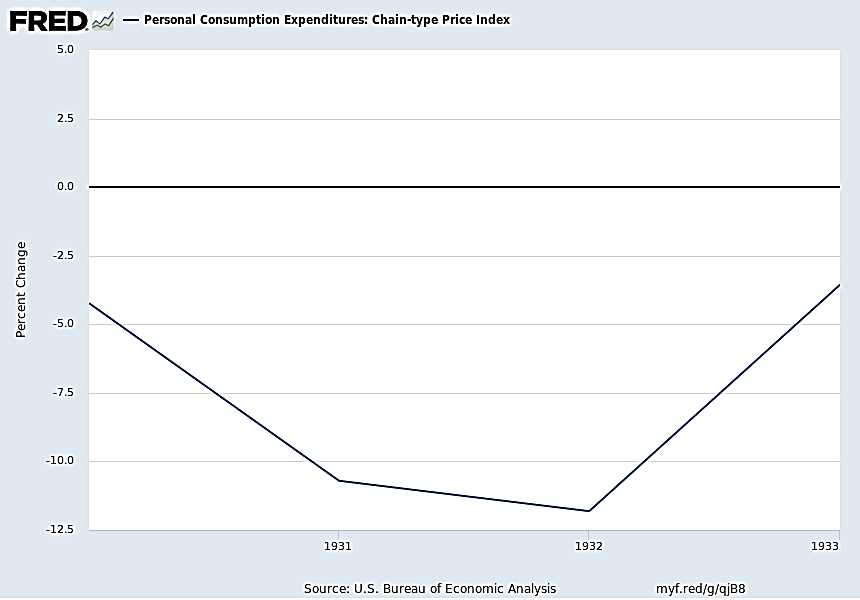 FRED
Personal Consumption Expenditures: Chain-type Price Index
5.0
2.5
0.0
-2.5
-5.0
-7.5
-10.0
-12.5
Percent Change
1931 1932 1933
Source: U.S. Bureau of Economic Analysis myf.red/g/qjB8